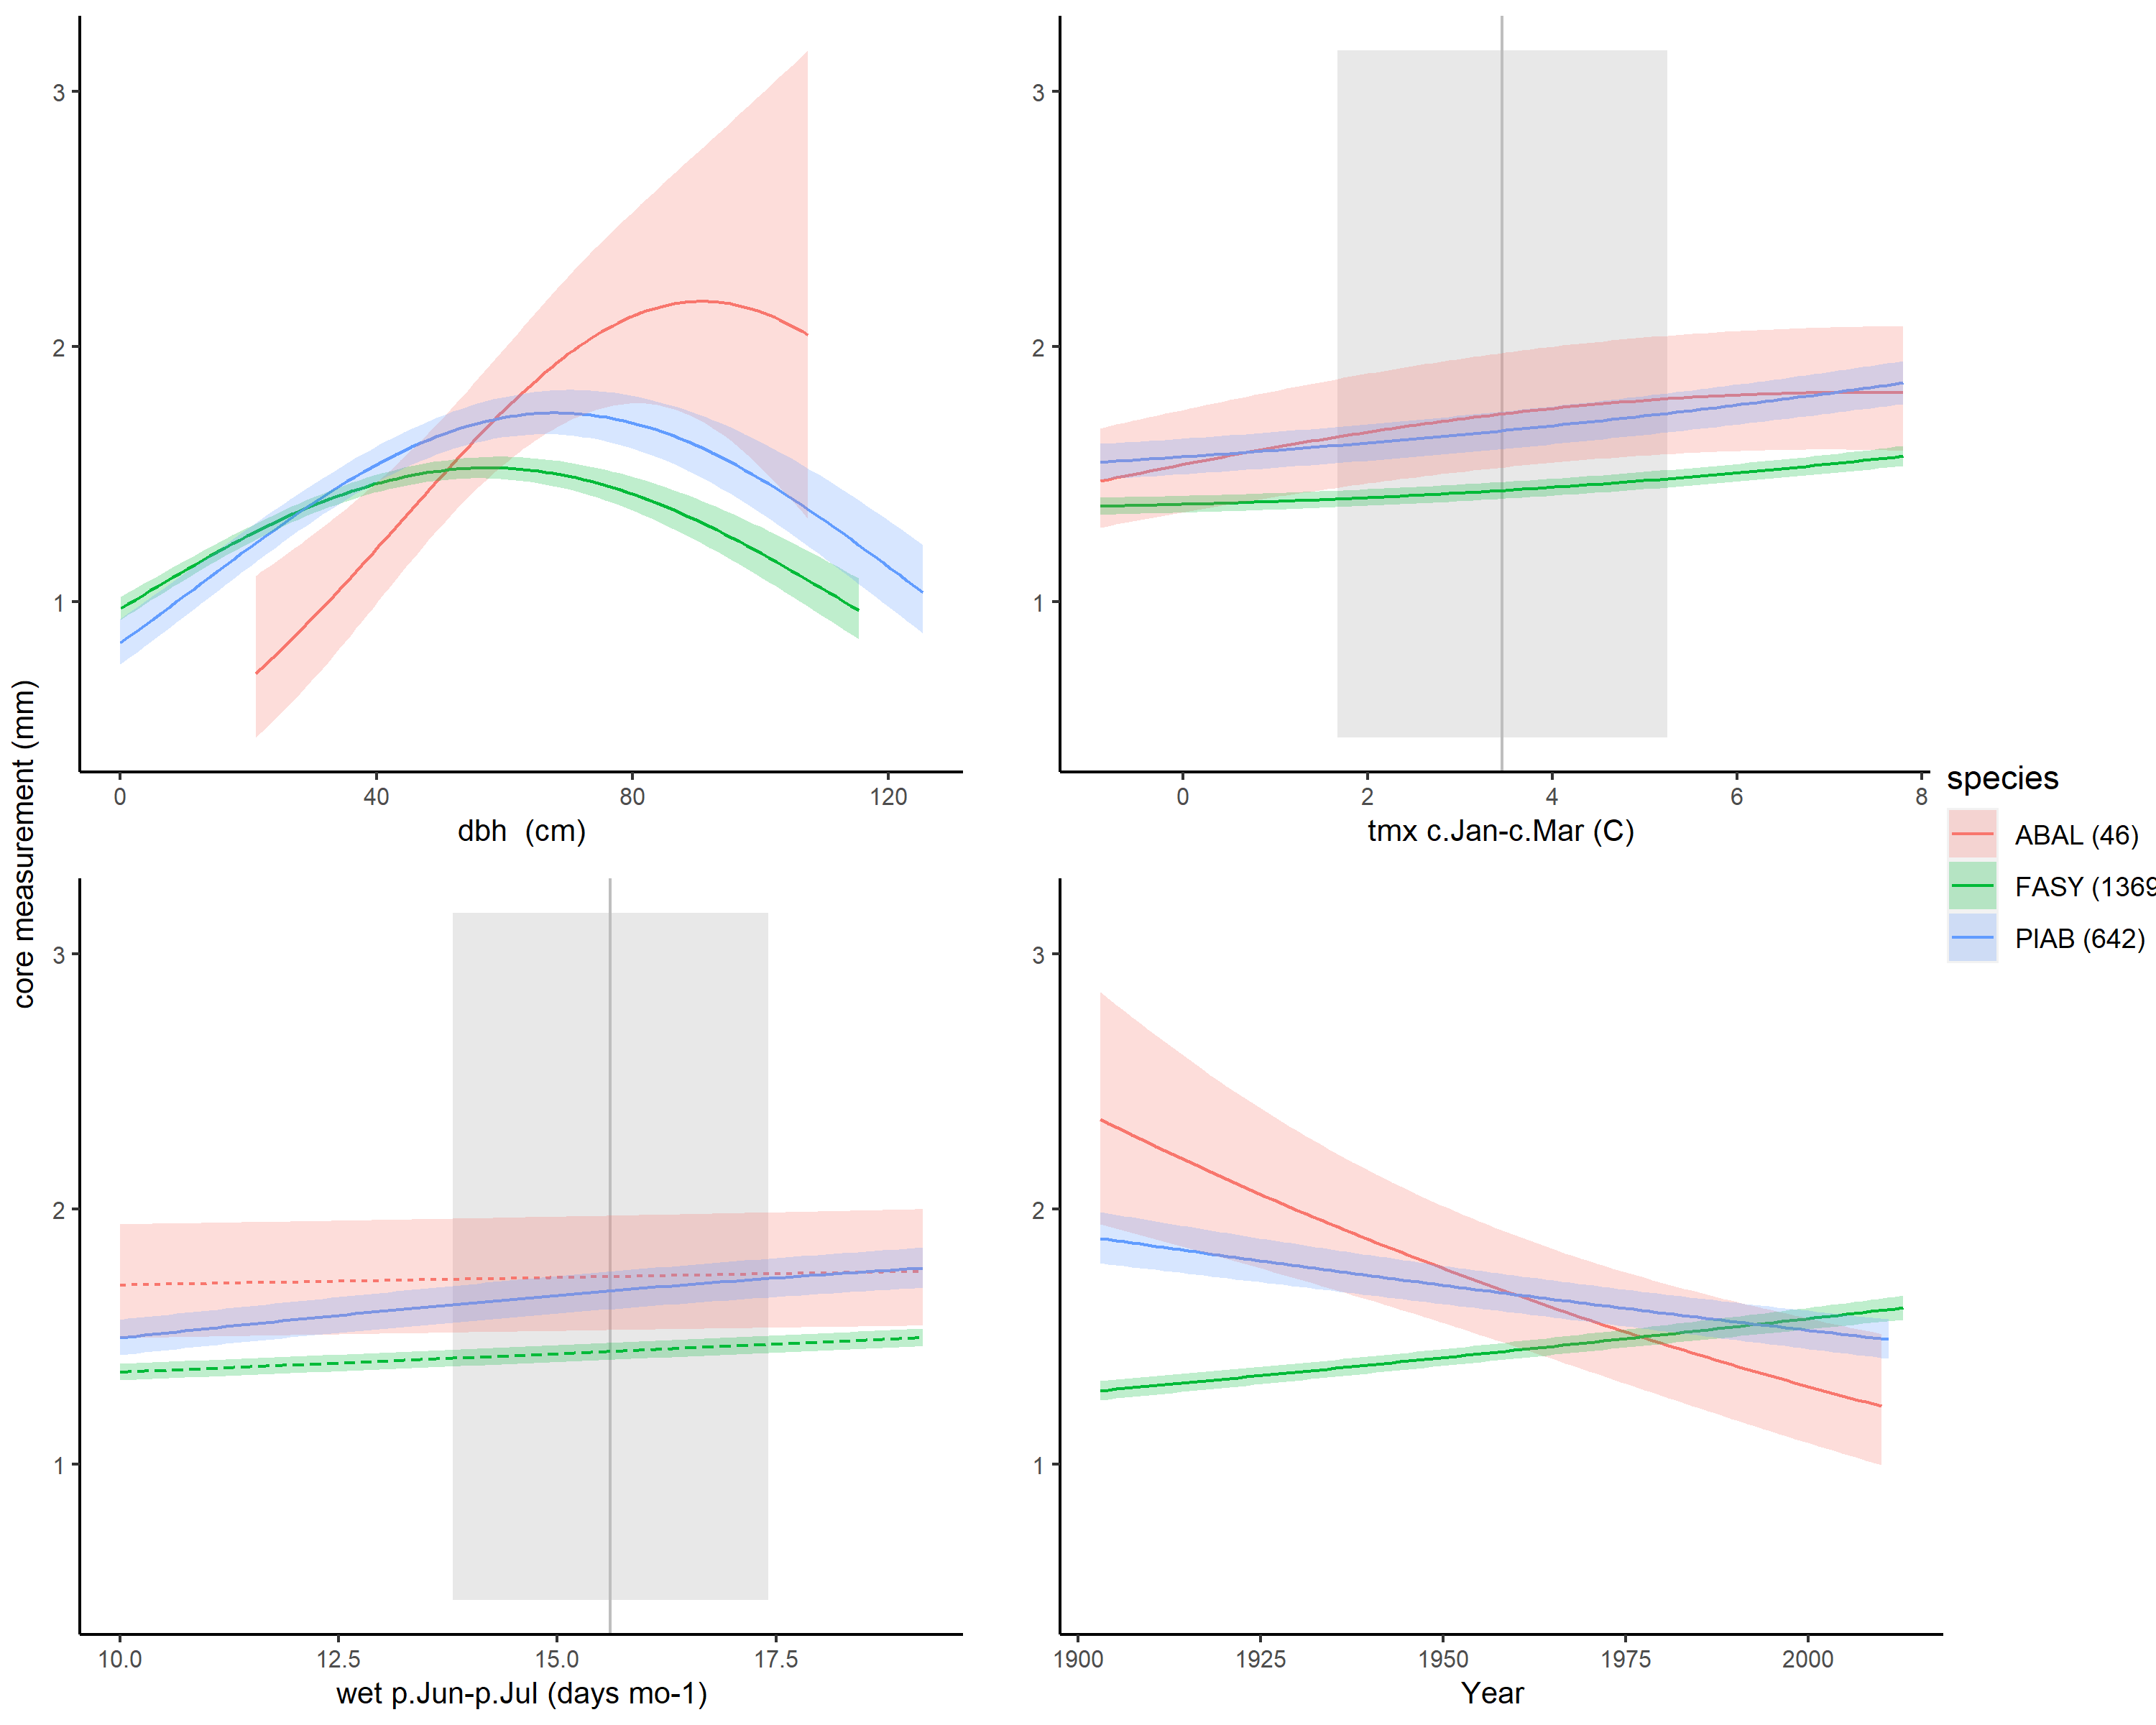 3
2
1
0 40 80 120
dbh (cm)
3
2
1
0 2 4 6 8
tmx c.Jan-c.Mar (C)
core measurement (mm)
species
ABAL (46)
FASY (1369
PIAB (642)
3
2
1
10.0 12.5 15.0 17.5
wet p.Jun-p.Jul (days mo-1)
3
2
1
1900 1925 1950 1975 2000
Year